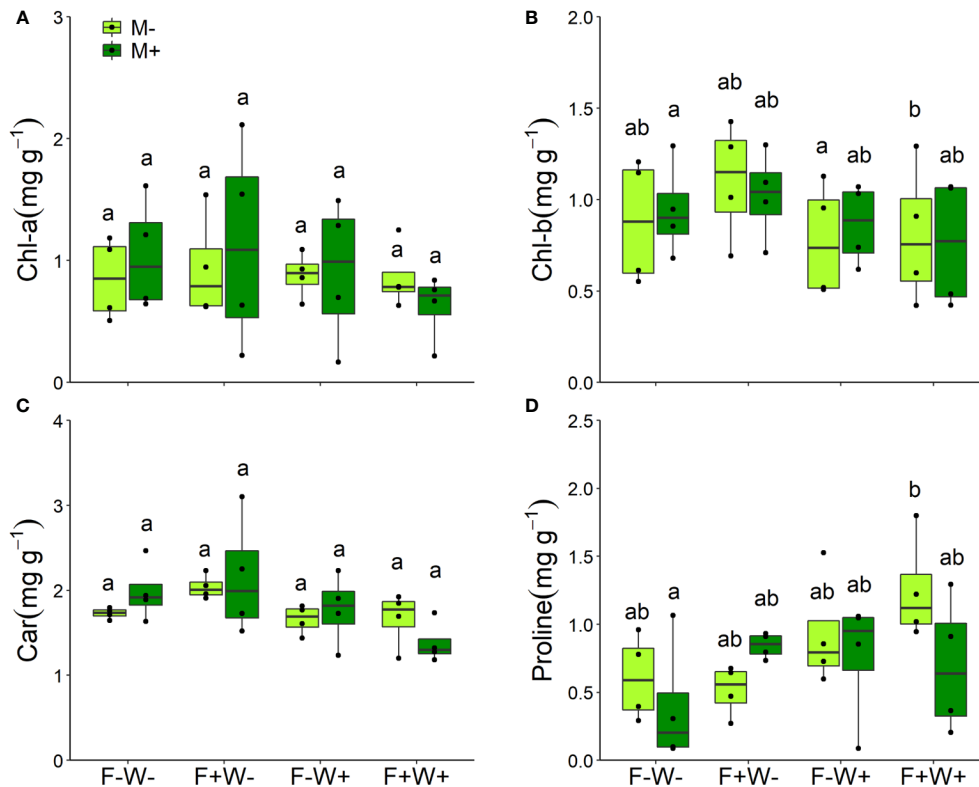 A
3
M-
M+
a
a
a
a
a
a
a
a
2
1
0
Chl-a(mg g−1)
B
2.0
1.5
1.0
0.5
0.0
Chl-b(mg g−1)
ab
a
ab
ab
a
ab
b
ab
C
4
3
2
1
0
Car(mg g−1)
a
a
a
a
a
a
a
a
F-W- F+W- F-W+ F+W+
D
2.5
2.0
1.5
1.0
0.5
0.0
Proline(mg g−1)
ab
a
ab
ab
ab
ab
b
ab
F-W- F+W- F-W+ F+W+